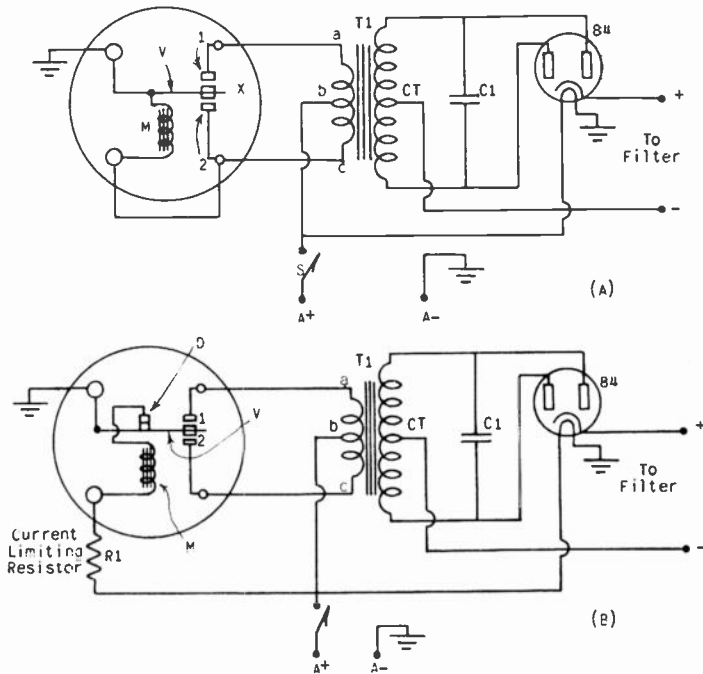 T1
84
V
1
a
X
b
CT
C1
M
+
To
Filter
2
c
-
S
(A)
A+
A-
D
T1
84
a
1
V
b
2
CT
C1
+
To
Filter
c
Current
Limiting
Resistor
R1
M
-
(B)
A+
A-